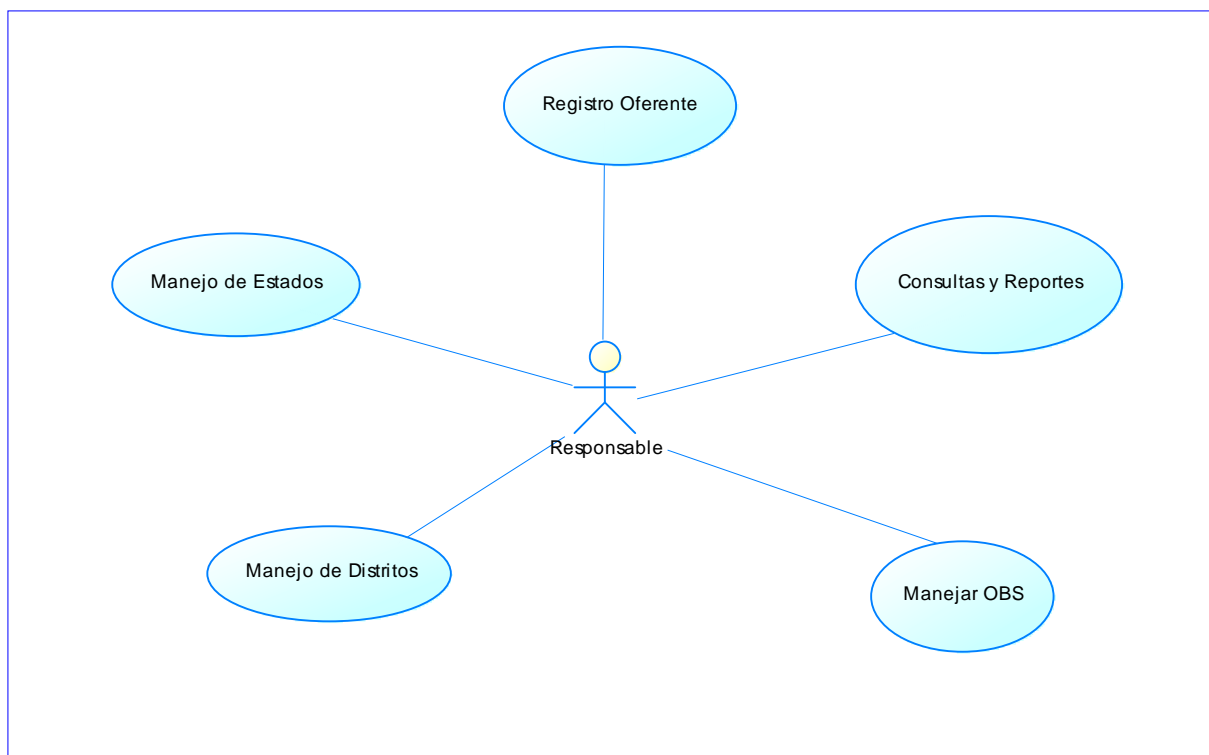 Registro Oferente
Manejo de Estados
Consultas y Reportes
Responsable
Manejo de Distritos
Manejar OBS